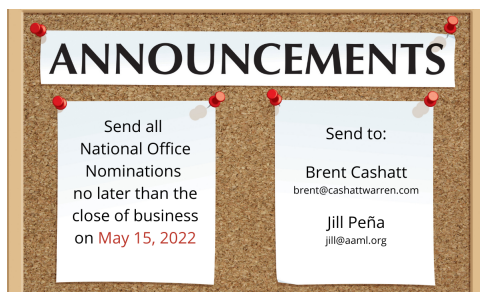 ANNOUNCEMENTS
Send all
National Office
Nominations
no later than the
close of business
on May 15, 2022
Send to:
Brent Cashatt
brent@cashattwarren.com
Jill Peña
jill@aaml.org